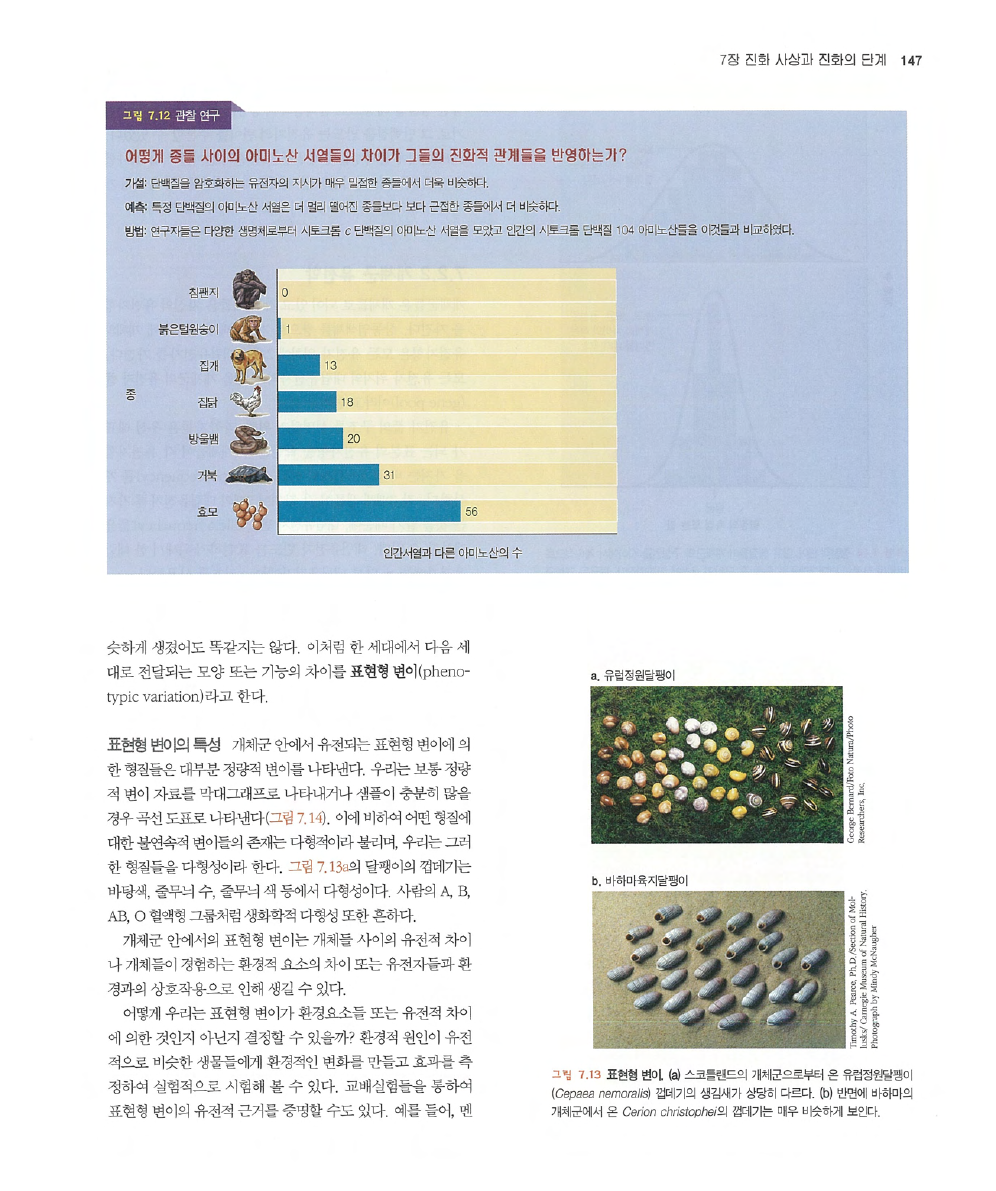 7장 진화 사상과 진화의 단계 147
그림 7.12 관찰 연구
어떻게 종들 사이의 아미노산 서열들의 차이가 그들의 진화적 관계들을 반영하는가?
가설: 단백질을 암호화하는 유전자의 지시가 매우 밀접한 종들에서 더욱 비슷하다.
예측: 특정 단백질의 아미노산 서열은 더 멀리 떨어진 종들보다 보다 근접한 종들에서 더 비슷하다.
방법: 연구자들은 다양한 생명체로부터 시토크롬 c 단백질의 아미노산 서열을 모았고 인간의 시토크롬 단백질 104 아미노산들을 이것들과 비교하였다.
종
침팬지 0
붉은털원숭이 1
집개 13
집닭 18
방울뱀 20
거북 31
효모 56
인간서열과 다른 아미노산의 수
슷하게 생겼어도 똑같지는 않다. 이처럼 한 세대에서 다음 세
대로 전달되는 모양 또는 기능의 차이를 표현형 변이(pheno-
typic variation)라고 한다.
표현형 변이의 특성 개체군 안에서 유전되는 표현형 변이에 의
한 형질들은 대부분 정량적 변이를 나타낸다. 우리는 보통 정량
적 변이 자료를 막대그래프로 나타내거나 샘플이 충분히 많을
경우 곡선 도표로 나타낸다(그림 7.14). 이에 비하여 어떤 형질에
대한 불연속적 변이들의 존재는 다형적이라 불리며, 우리는 그러
한 형질들을 다형성이라 한다. 그림 7.13a의 달팽이의 껍데기는
바탕색, 줄무늬 수, 줄무늬 색 등에서 다형성이다. 사람의 A, B,
AB, O 혈액형 그룹처럼 생화학적 다형성 또한 흔하다.
개체군 안에서의 표현형 변이는 개체들 사이의 유전적 차이
나 개체들이 경험하는 환경적 요소의 차이 또는 유전자들과 환
경과의 상호작용으로 인해 생길 수 있다.
어떻게 우리는 표현형 변이가 환경요소들 또는 유전적 차이
에 의한 것인지 아닌지 결정할 수 있을까? 환경적 원인이 유전
적으로 비슷한 생물들에게 환경적인 변화를 만들고 효과를 측
정하여 실험적으로 시험해 볼 수 있다. 교배실험들을 통하여
표현형 변이의 유전적 근거를 증명할 수도 있다. 예를 들어, 멘
a. 유럽정원달팽이
George Bernard/Foto Natura/Photo
Researchers, Inc.
b. 바하마육지달팽이
Timothy A. Pearce, Ph.D./Section of Mol-
lusks/ Carnegie Museum of Natural History.
Photograph by Mindy McNaugher
그림 7.13 표현형 변이. (a) 스코틀랜드의 개체군으로부터 온 유럽정원달팽이
(Cepaea nemoralis) 껍데기의 생김새가 상당히 다르다. (b) 반면에 바하마의
개체군에서 온 Cerion christophei의 껍데기는 매우 비슷하게 보인다.